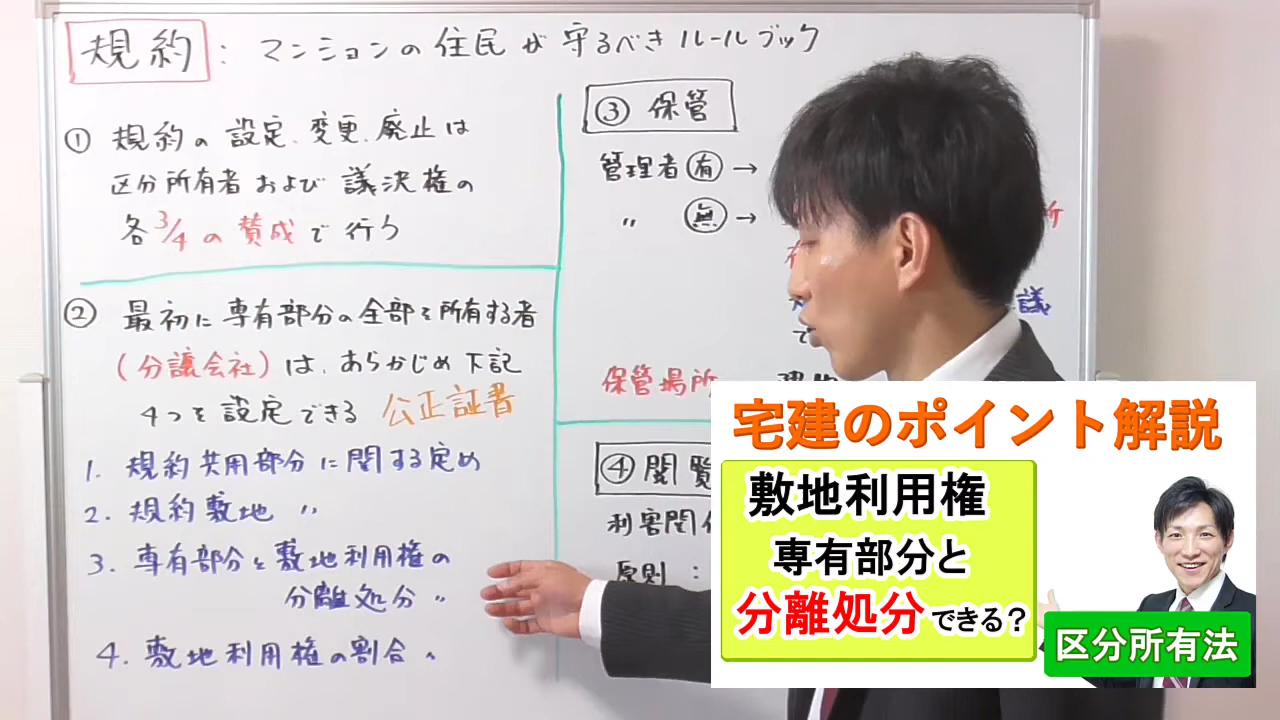 規約 : マンションの住民が守るべきルールブック
① 規約の設定、変更、廃止は
区分所有者および議決権の
各3/4の賛成で行う
② 最初に専有部分の全部を所有する者
(分譲会社)は、あらかじめ下記
4つを設定できる 公正証書
1. 規約共用部分に関する定め
2. 規約敷地 〃
3. 専有部分と敷地利用権の
分離処分 〃
4. 敷地利用権の割合 〃
③ 保管
管理者 有 →
〃 無 →
所
議
で
保管場所
④ 閲覧
利害関
原則 :
宅建のポイント解説
敷地利用権
専有部分と
分離処分できる?
区分所有法